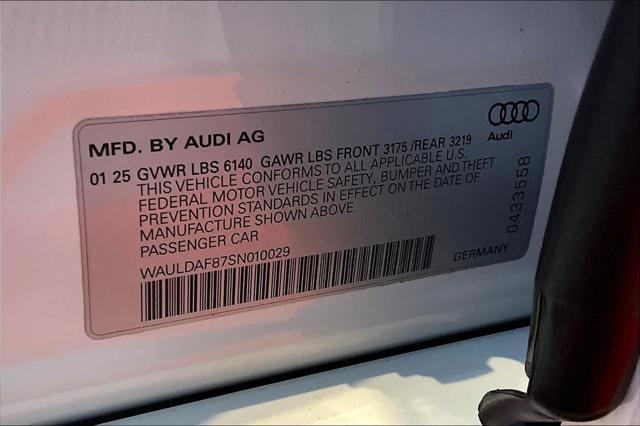 MFD. BY AUDI AG
Audi
01 25 GVWR LBS 6140 GAWR LBS FRONT 3175 /REAR 3219
THIS VEHICLE CONFORMS TO ALL APPLICABLE U.S.
FEDERAL MOTOR VEHICLE SAFETY, BUMPER AND THEFT
PREVENTION STANDARDS IN EFFECT ON THE DATE OF
MANUFACTURE SHOWN ABOVE
PASSENGER CAR
WAULDAF87SN010029
GERMANY
0433558